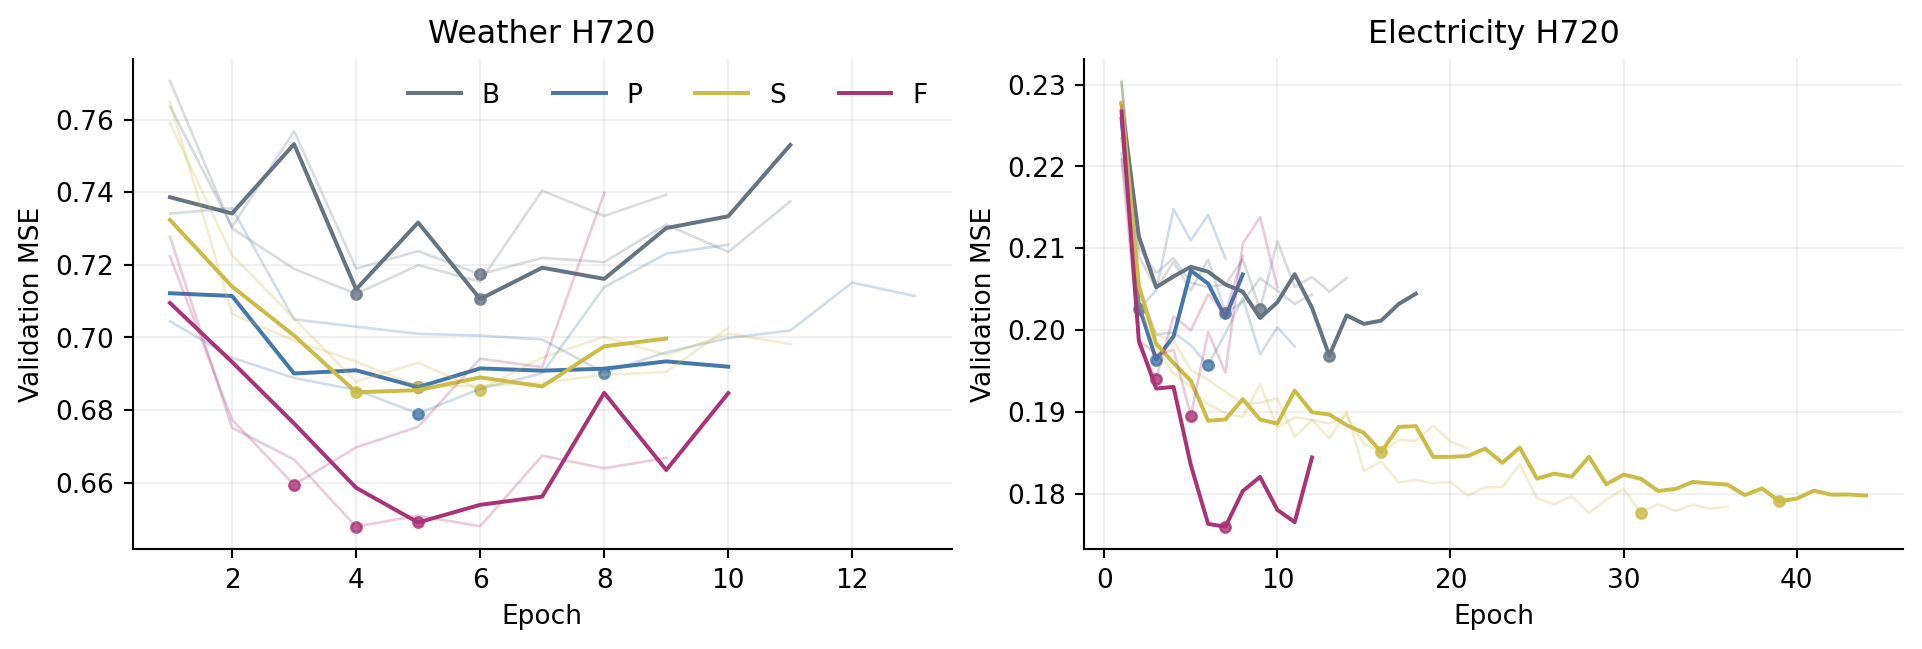 Weather H720
B P S F
Validation MSE
0.76
0.74
0.72
0.70
0.68
0.66
2 4 6 8 10 12
Epoch
Electricity H720
Validation MSE
0.23
0.22
0.21
0.20
0.19
0.18
0 10 20 30 40
Epoch